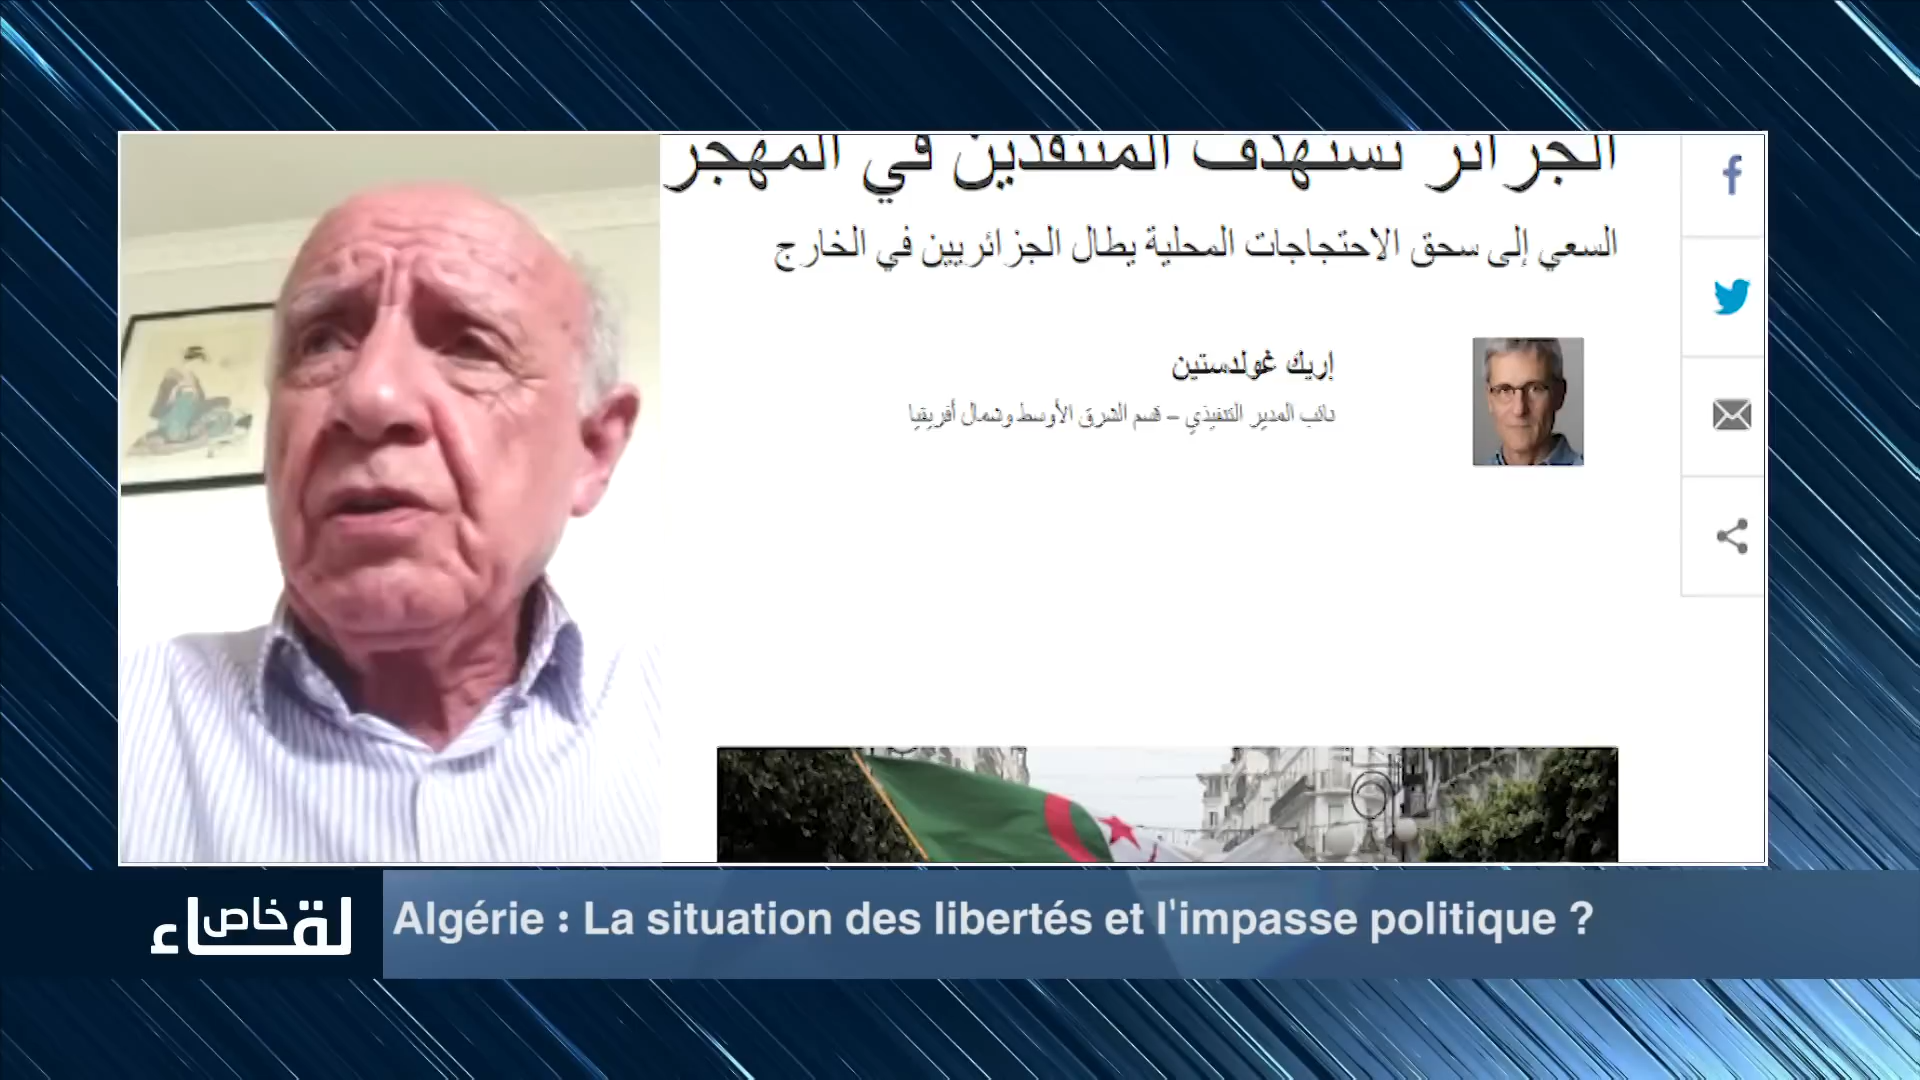 الجزائر تستهدف المنتقدين في المهجر
السعي إلى سحق الاحتجاجات المحلية يطال الجزائريين في الخارج
إريك غولدستين
نائب المدير التنفيذي – قسم الشرق الأوسط وشمال أفريقيا
لقاء خاص
Algérie : La situation des libertés et l'impasse politique ?